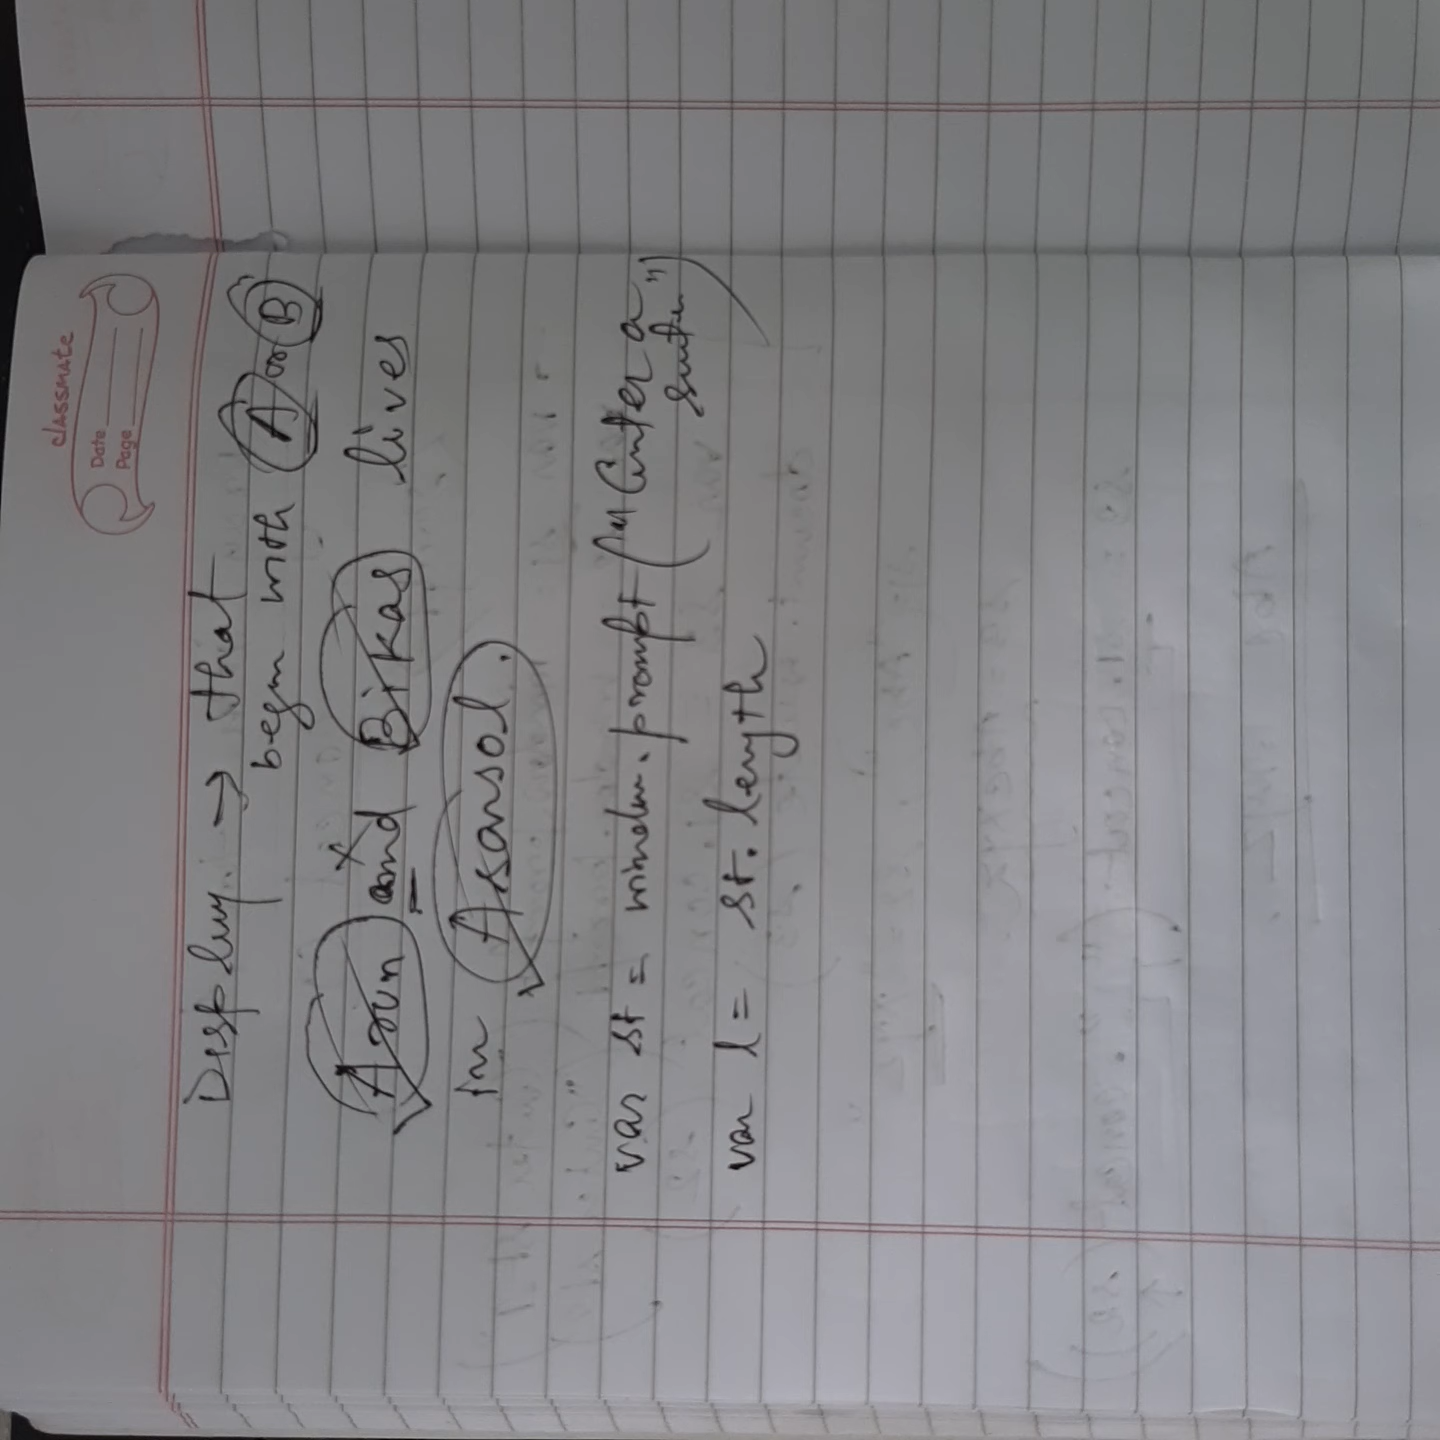 classmate
Date
Page
Display → that
begin with A or B
Arun and Bikas lives
in Asansol.
var st = window.prompt ("Enter a
")
var l = st. length